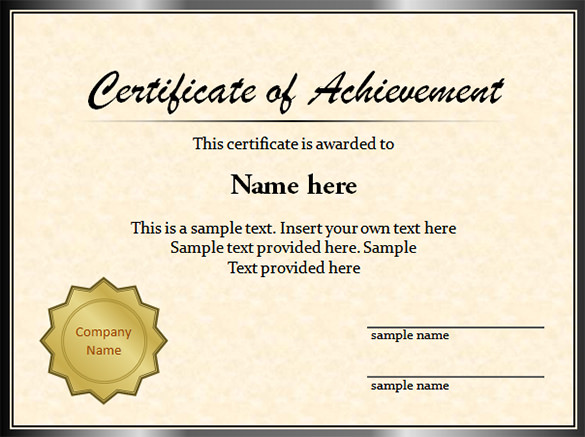 Certificate of Achievement
This certificate is awarded to
Name here
This is a sample text. Insert your own text here
Sample text provided here. Sample
Text provided here
Company
Name
sample name
sample name